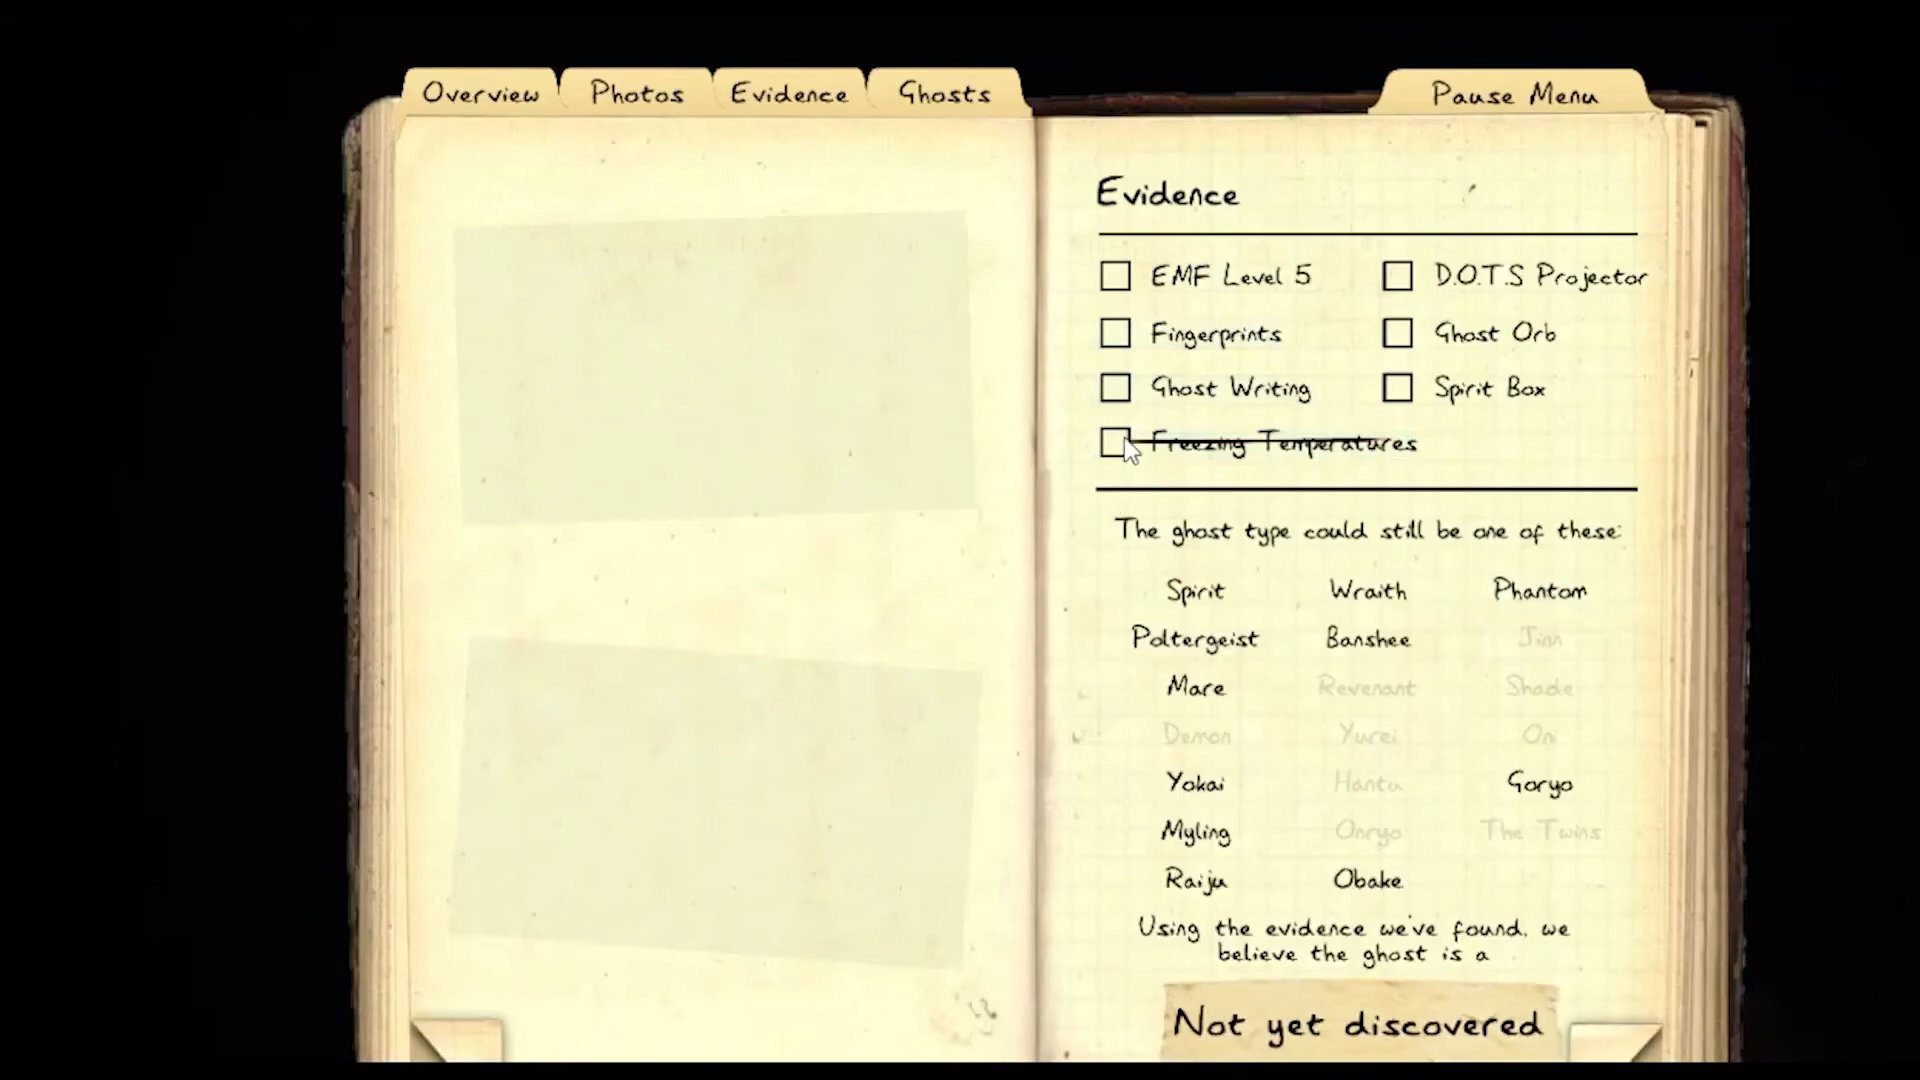 Overview Photos Evidence Ghosts Pause Menu
Evidence
EMF Level 5 D.O.T.S Projector
Fingerprints Ghost Orb
Ghost Writing Spirit Box
Freezing Temperatures
The ghost type could still be one of these:
Spirit Wraith Phantom
Poltergeist Banshee Jinn
Mare Revenant Shade
Demon Yurei Oni
Yokai Hantu Goryo
Myling Onryo The Twins
Raiju Obake
Using the evidence we've found, we
believe the ghost is a
Not yet discovered